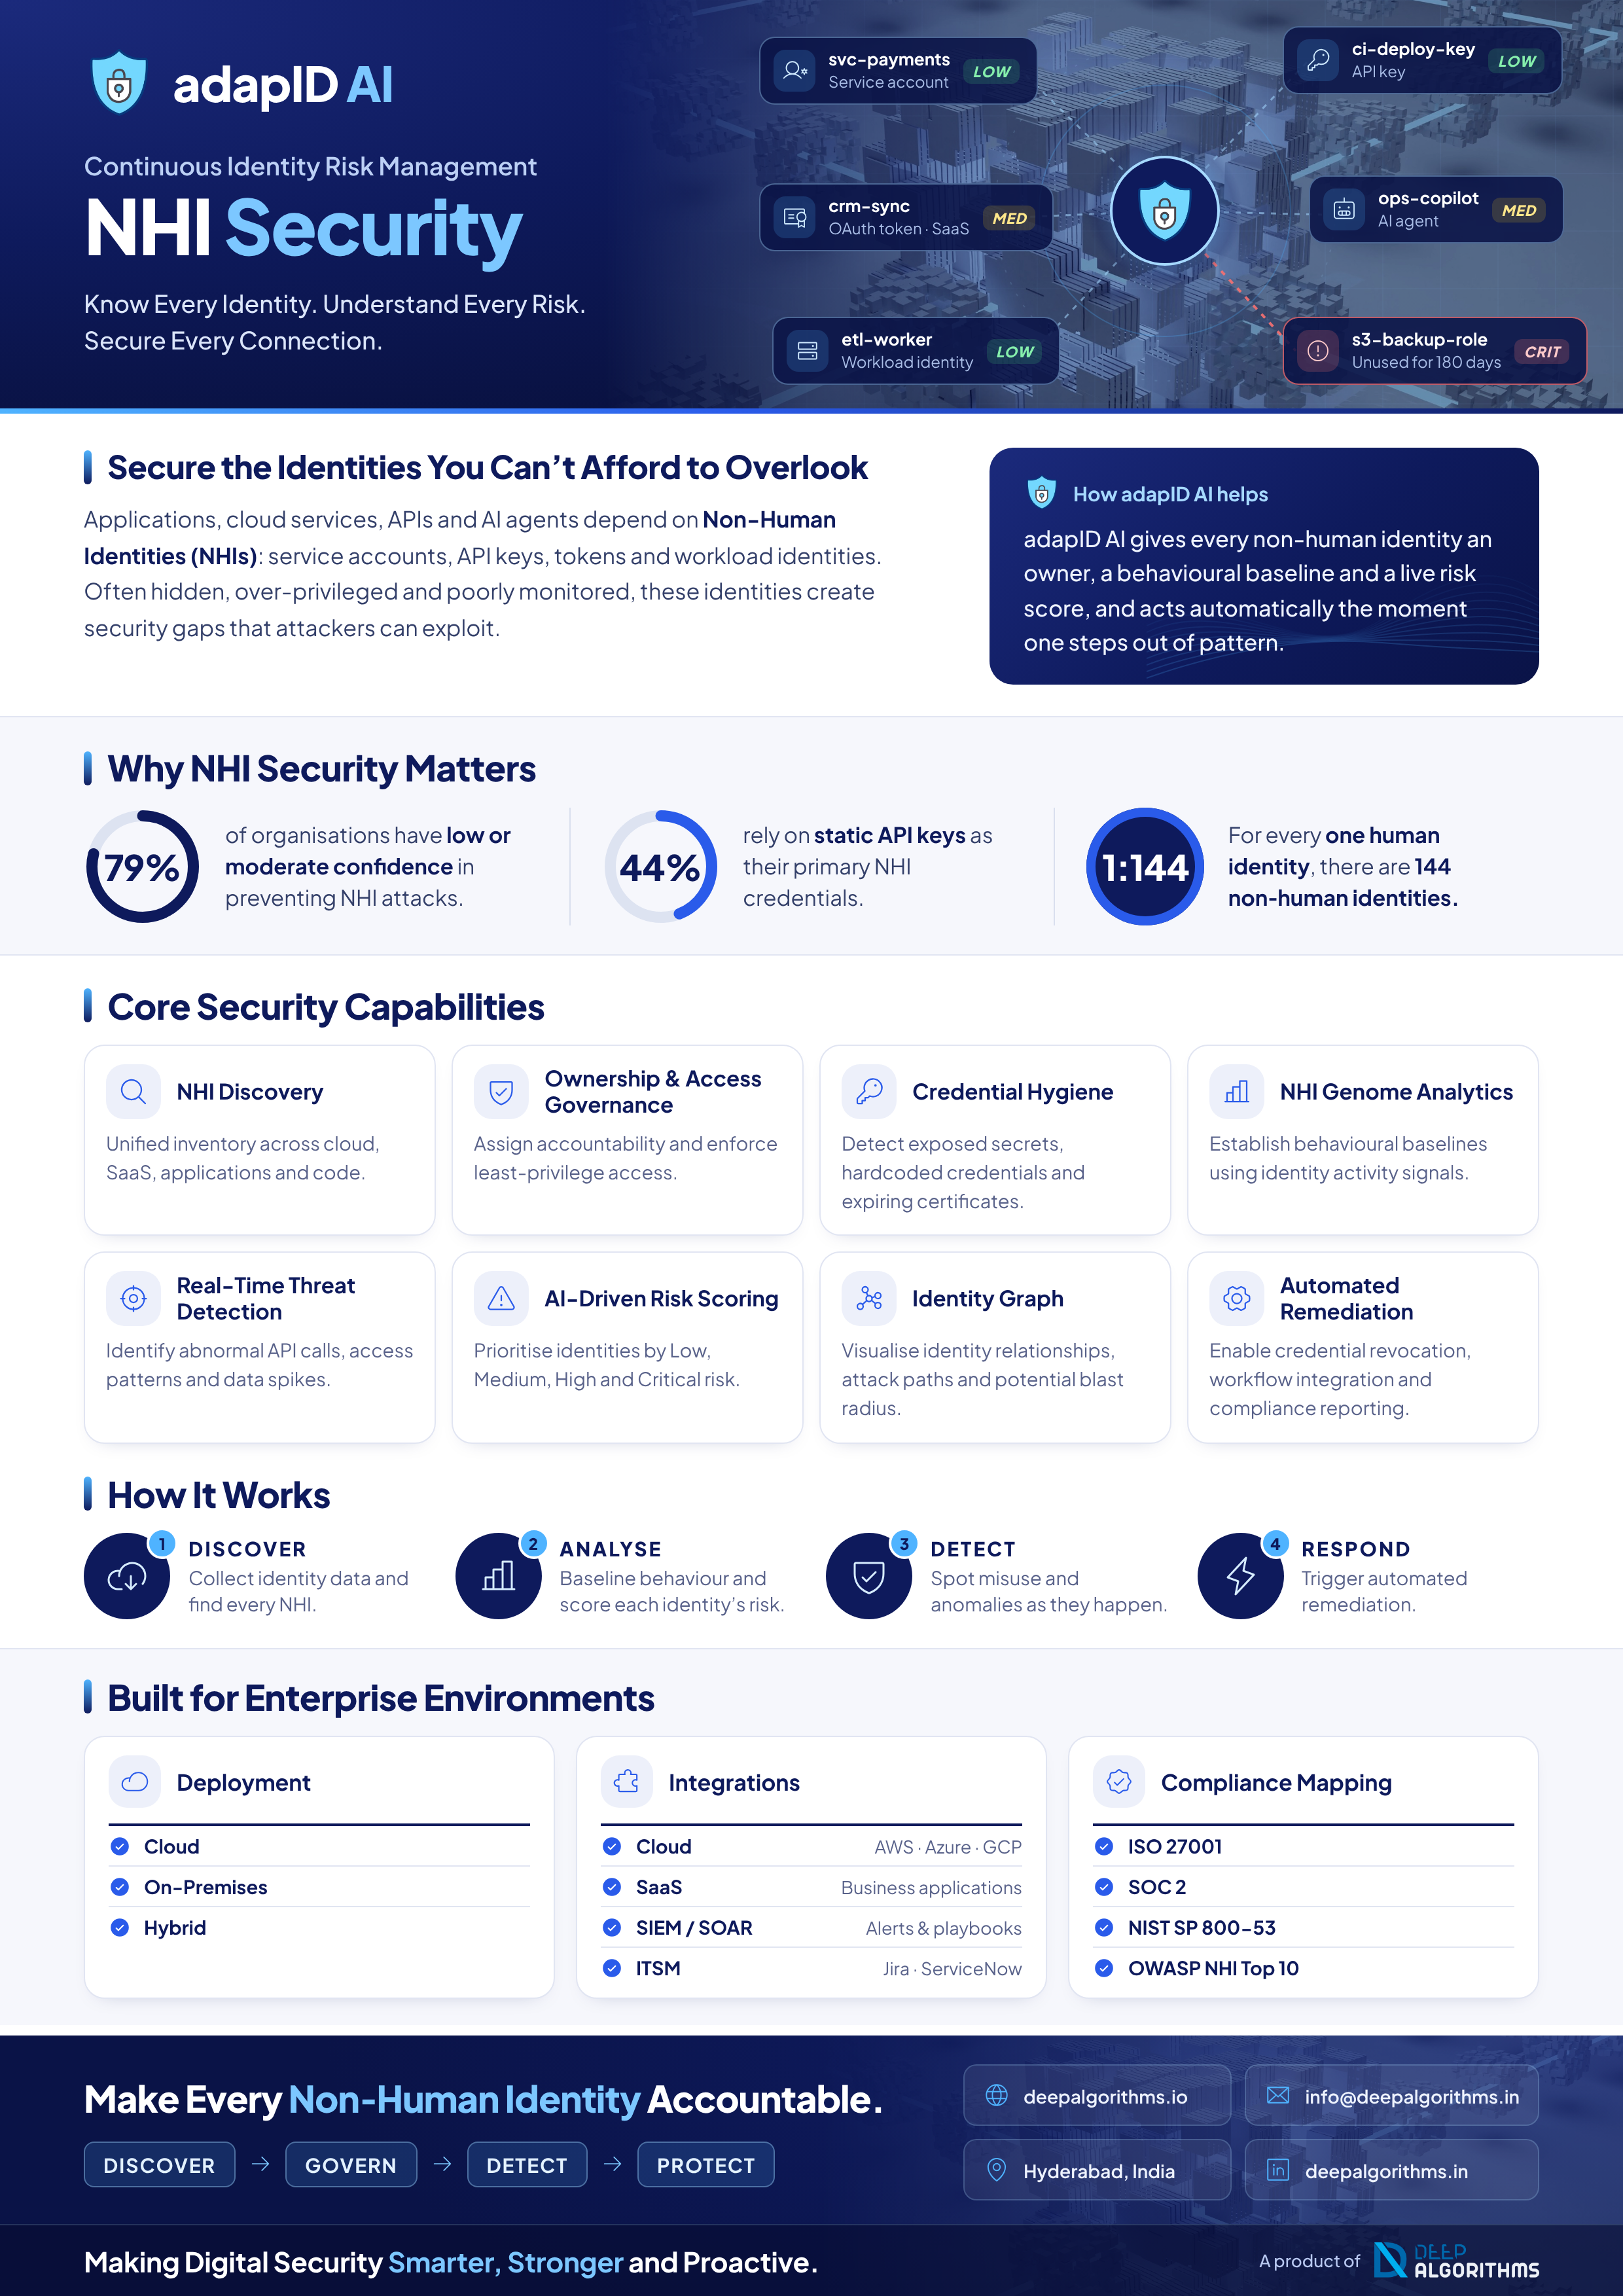 adapID AI
Continuous Identity Risk Management
NHI Security
Know Every Identity. Understand Every Risk.
Secure Every Connection.
svc-payments
Service account
LOW
ci-deploy-key
API key
LOW
crm-sync
OAuth token · SaaS
MED
ops-copilot
AI agent
MED
etl-worker
Workload identity
LOW
s3-backup-role
Unused for 180 days
CRIT
Secure the Identities You Can’t Afford to Overlook
Applications, cloud services, APIs and AI agents depend on Non-Human
Identities (NHIs): service accounts, API keys, tokens and workload identities.
Often hidden, over-privileged and poorly monitored, these identities create
security gaps that attackers can exploit.
How adapID AI helps
adapID AI gives every non-human identity an
owner, a behavioural baseline and a live risk
score, and acts automatically the moment
one steps out of pattern.
Why NHI Security Matters
79%
of organisations have low or
moderate confidence in
preventing NHI attacks.
44%
rely on static API keys as
their primary NHI
credentials.
1:144
For every one human
identity, there are 144
non-human identities.
Core Security Capabilities
NHI Discovery
Unified inventory across cloud,
SaaS, applications and code.
Ownership & Access
Governance
Assign accountability and enforce
least-privilege access.
Credential Hygiene
Detect exposed secrets,
hardcoded credentials and
expiring certificates.
NHI Genome Analytics
Establish behavioural baselines
using identity activity signals.
Real-Time Threat
Detection
Identify abnormal API calls, access
patterns and data spikes.
AI-Driven Risk Scoring
Prioritise identities by Low,
Medium, High and Critical risk.
Identity Graph
Visualise identity relationships,
attack paths and potential blast
radius.
Automated
Remediation
Enable credential revocation,
workflow integration and
compliance reporting.
How It Works
1
DISCOVER
Collect identity data and
find every NHI.
2
ANALYSE
Baseline behaviour and
score each identity’s risk.
3
DETECT
Spot misuse and
anomalies as they happen.
4
RESPOND
Trigger automated
remediation.
Built for Enterprise Environments
Deployment
Cloud
On-Premises
Hybrid
Integrations
Cloud AWS · Azure · GCP
SaaS Business applications
SIEM / SOAR Alerts & playbooks
ITSM Jira · ServiceNow
Compliance Mapping
ISO 27001
SOC 2
NIST SP 800-53
OWASP NHI Top 10
Make Every Non-Human Identity Accountable.
DISCOVER → GOVERN → DETECT → PROTECT
deepalgorithms.io
info@deepalgorithms.in
Hyderabad, India
in deepalgorithms.in
Making Digital Security Smarter, Stronger and Proactive.
A product of
DEEP
ALGORITHMS